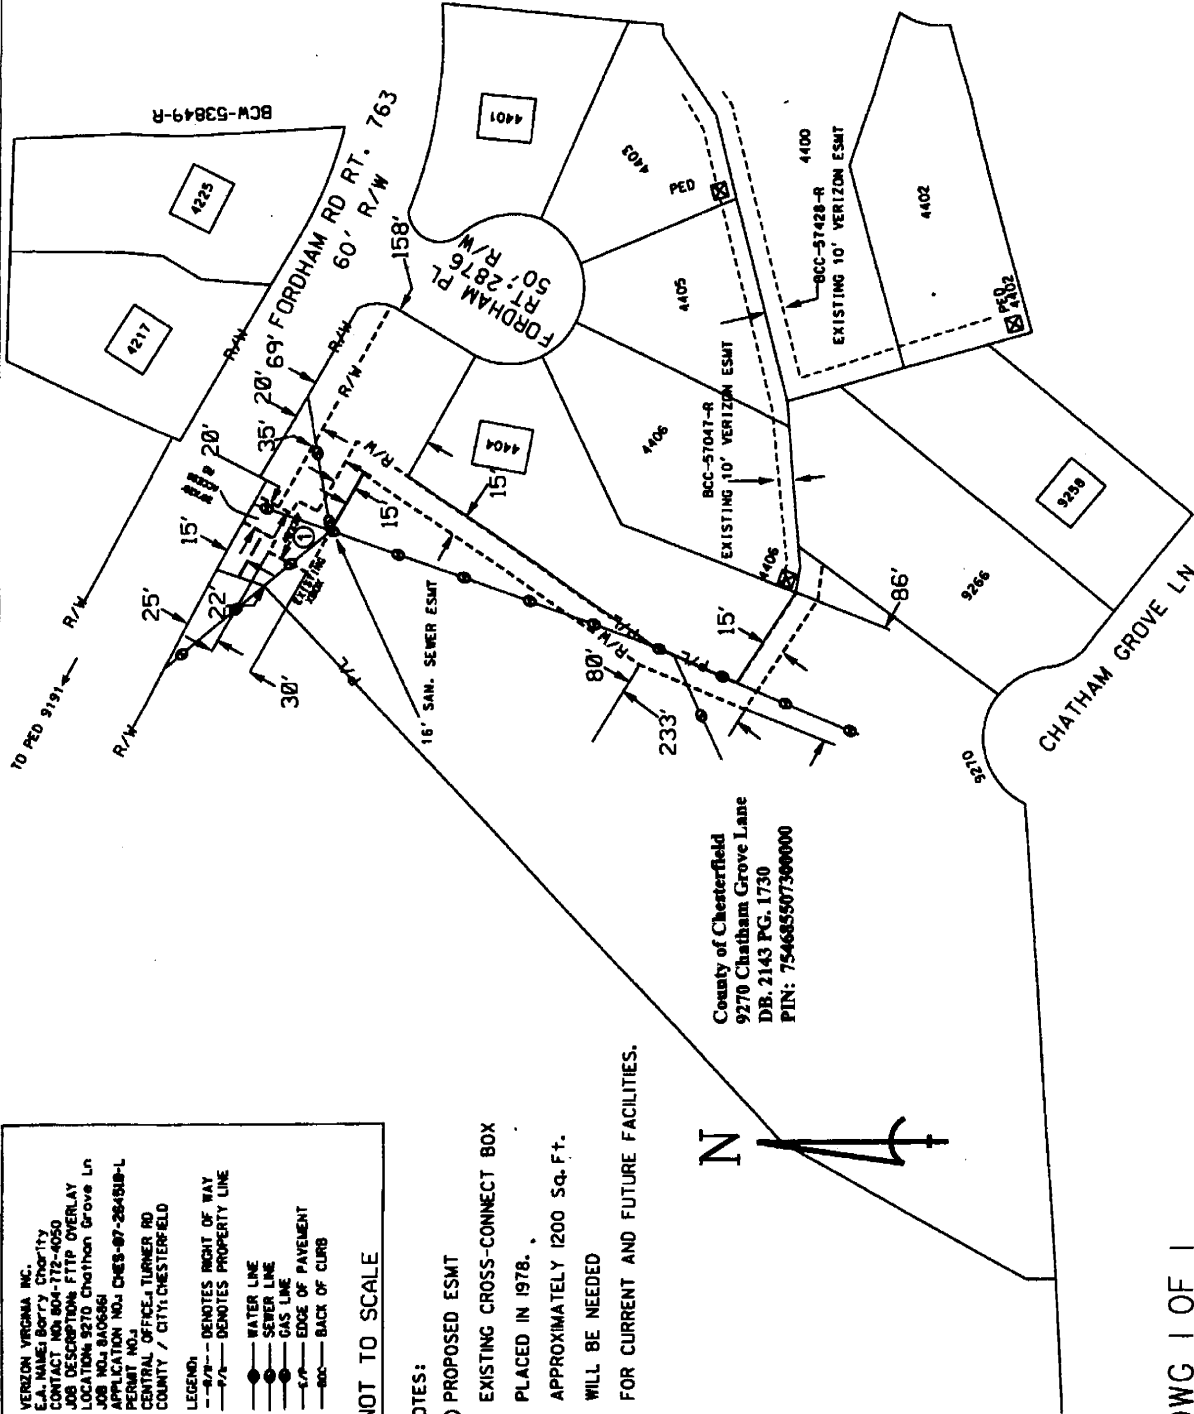 VERIZON VIRGINIA INC.
E.A. NAME: Barry Charity
CONTACT NO: 804-772-4050
JOB DESCRIPTION: FTTP OVERLAY
LOCATION: 9270 Chathan Grove Ln
JOB NO.: 8A0686I
APPLICATION NO.:
PERMIT NO.:
CENTRAL OFFICE: TURNER RD
COUNTY / CITY: CHESTERFIELD
LEGEND:
--R/W-- DENOTES RIGHT OF WAY
P/L DENOTES PROPERTY LINE
WATER LINE
SEWER LINE
GAS LINE
E/P EDGE OF PAVEMENT
BOC BACK OF CURB
NOT TO SCALE
OTES:
) PROPOSED ESMT
EXISTING CROSS-CONNECT BOX
PLACED IN 1978.
APPROXIMATELY 1200 Sq. Ft.
WILL BE NEEDED
FOR CURRENT AND FUTURE FACILITIES.
N
County of Chesterfield
9270 Chatham Grove Lane
DB. 2143 PG. 1730
PIN: 754685507300000
TO PED 9191
R/W
R/W
R/W
R/W
R/W
R/W
R/W
P/L
P/L
P/L
25'
15'
20'
35'
20'
69'
22'
30'
15'
15'
158'
80'
233'
15'
86'
1
EXISTING
XBOX
16' SAN. SEWER ESMT
FORDHAM RD RT. 763
60' R/W
BCW-53849-R
4217
4225
FORDHAM PL
RT. 2876
50' R/W
4401
4403
PED
4404
4405
4406
4406
4400
4402
PED
4402
BCC-57047-R
EXISTING 10' VERIZON ESMT
BCC-57428-R
EXISTING 10' VERIZON ESMT
9258
9266
9270
CHATHAM GROVE LN
DWG 1 OF 1